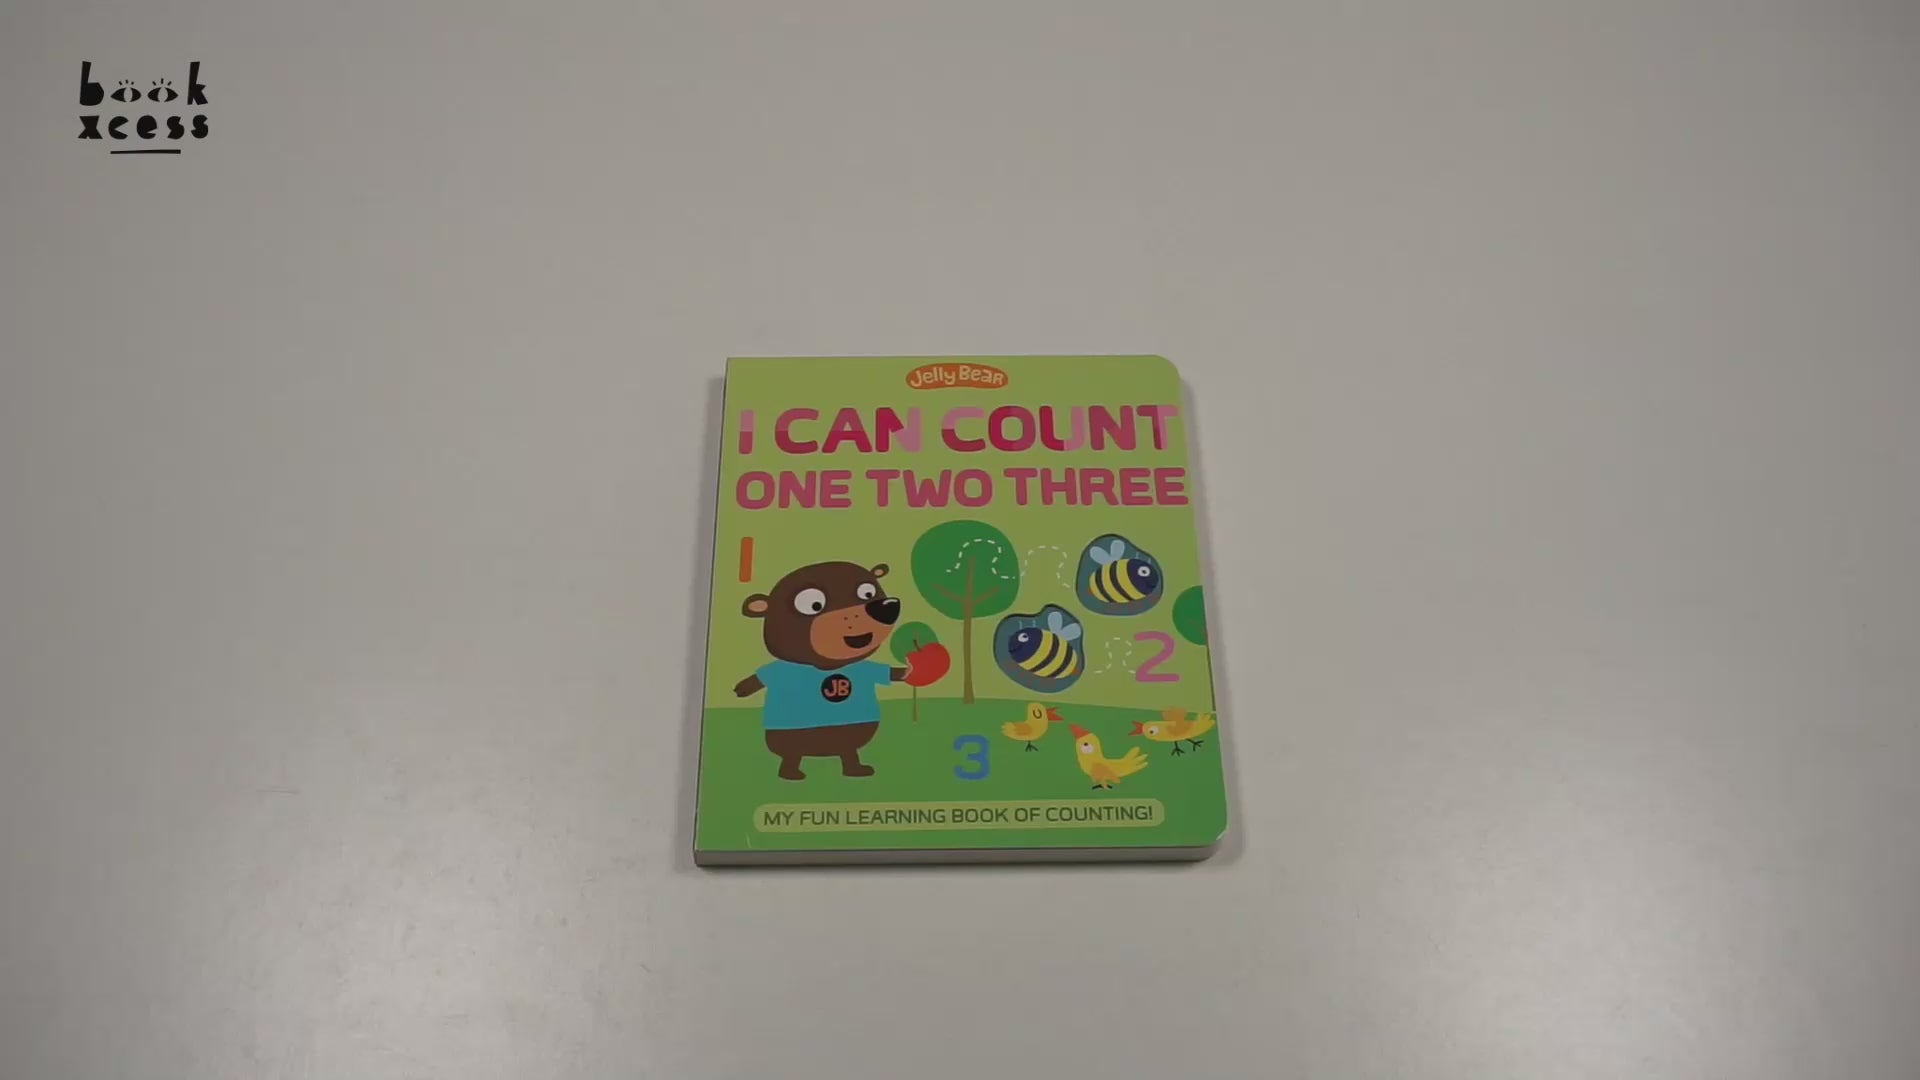 book
xcess
Jelly Bear
I CAN COUNT
ONE TWO THREE
1
2
JB
3
MY FUN LEARNING BOOK OF COUNTING!